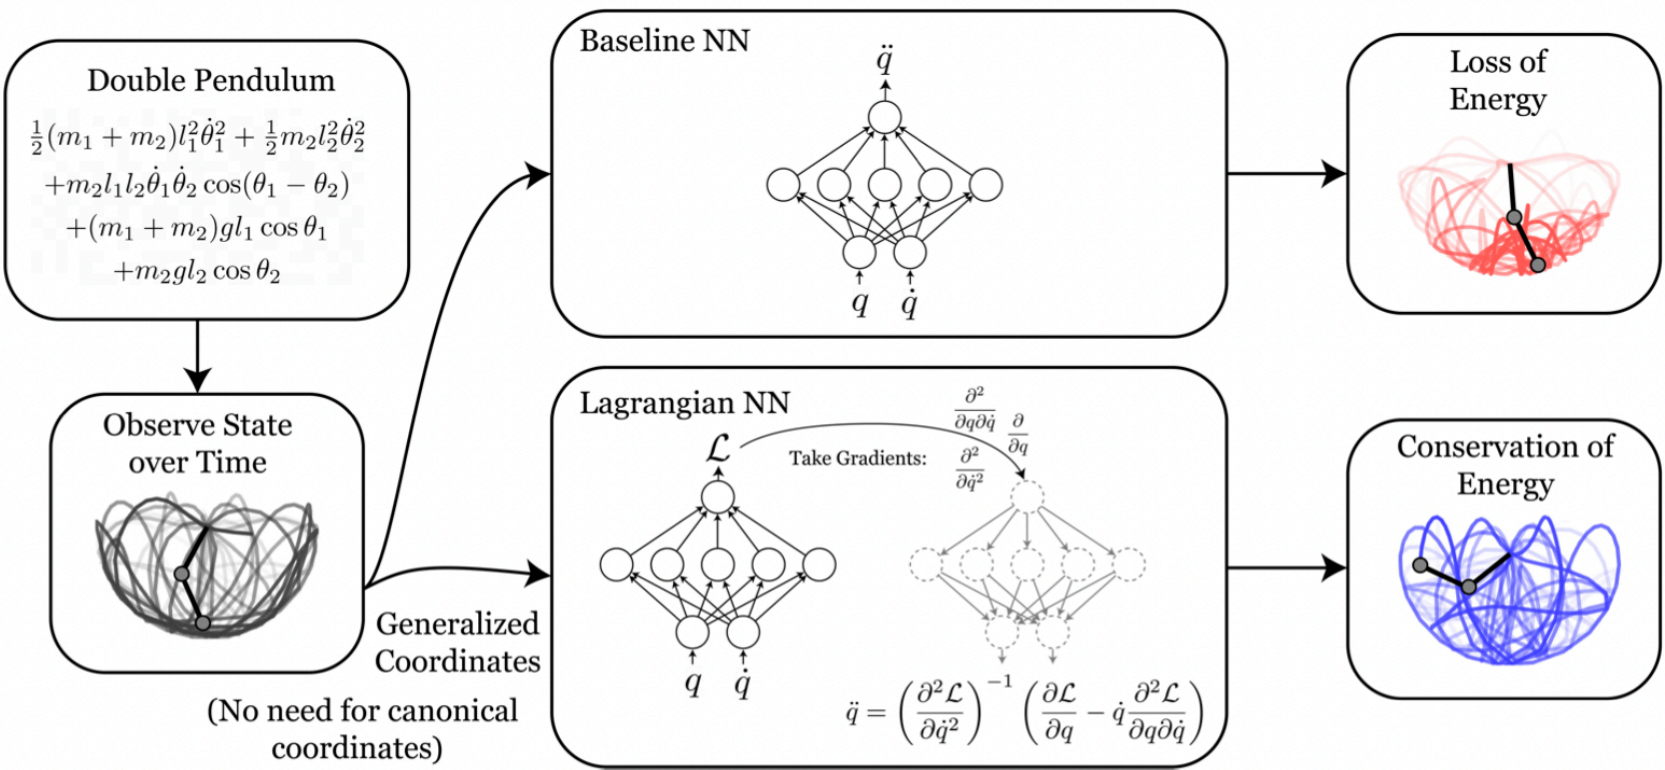 Double Pendulum
½(m₁ + m₂)l₁²θ̇₁² + ½m₂l₂²θ̇₂²
+m₂l₁l₂θ̇₁θ̇₂ cos(θ₁ − θ₂)
+(m₁ + m₂)gl₁ cos θ₁
+m₂gl₂ cos θ₂
Observe State
over Time
Generalized
Coordinates
(No need for canonical
coordinates)
Baseline NN
q̈
q q̇
Loss of
Energy
Lagrangian NN
ℒ
Take Gradients:
∂²/∂q∂q̇ ∂/∂q
∂²/∂q̇²
q q̇
q̈ = (∂²ℒ/∂q̇²)⁻¹ (∂ℒ/∂q − q̇ ∂²ℒ/∂q∂q̇)
Conservation of
Energy